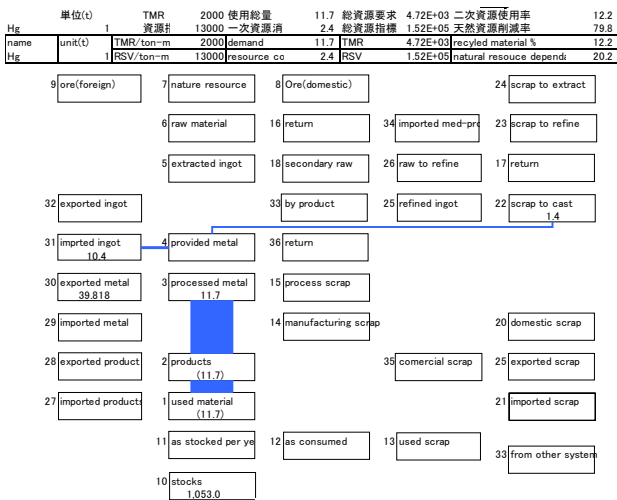 単位(t) TMR 2000 使用総量 11.7 総資源要求 4.72E+03 二次資源使用率 12.2
Hg 1 資源指 13000 一次資源消 2.4 総資源指標 1.52E+05 天然資源削減率 79.8
name unit(t) TMR/ton-m 2000 demand 11.7 TMR 4.72E+03 recyled material % 12.2
Hg 1 RSV/ton-m 13000 resource co 2.4 RSV 1.52E+05 natural resouce depend 20.2
9 ore(foreign) 7 nature resource 8 Ore(domestic) 24 scrap to extract
6 raw material 16 return 34 imported med-pro 23 scrap to refine
5 extracted ingot 18 secondary raw 26 raw to refine 17 return
32 exported ingot 33 by product 25 refined ingot 22 scrap to cast
1.4
31 imprted ingot 4 provided metal 36 return
10.4
30 exported metal 3 processed metal 15 process scrap
39.818 11.7
29 imported metal 14 manufacturing scrap 20 domestic scrap
28 exported product 2 products 35 comercial scrap 25 exported scrap
(11.7)
27 imported products 1 used material 21 imported scrap
(11.7)
11 as stocked per ye 12 as consumed 13 used scrap 33 from other system
10 stocks
1,053.0